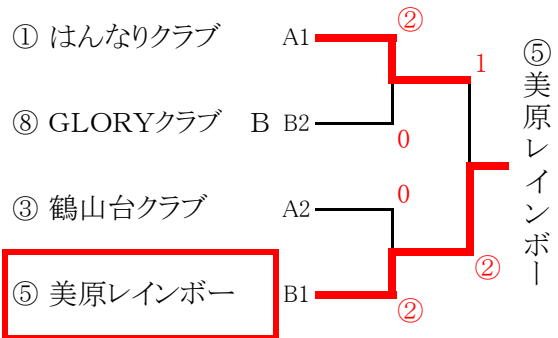 ① はんなりクラブ A1 ②
1
⑧ GLORYクラブ B B2 0
③ 鶴山台クラブ A2 0
⑤ 美原レインボー B1 ②
②
⑤美原レインボー